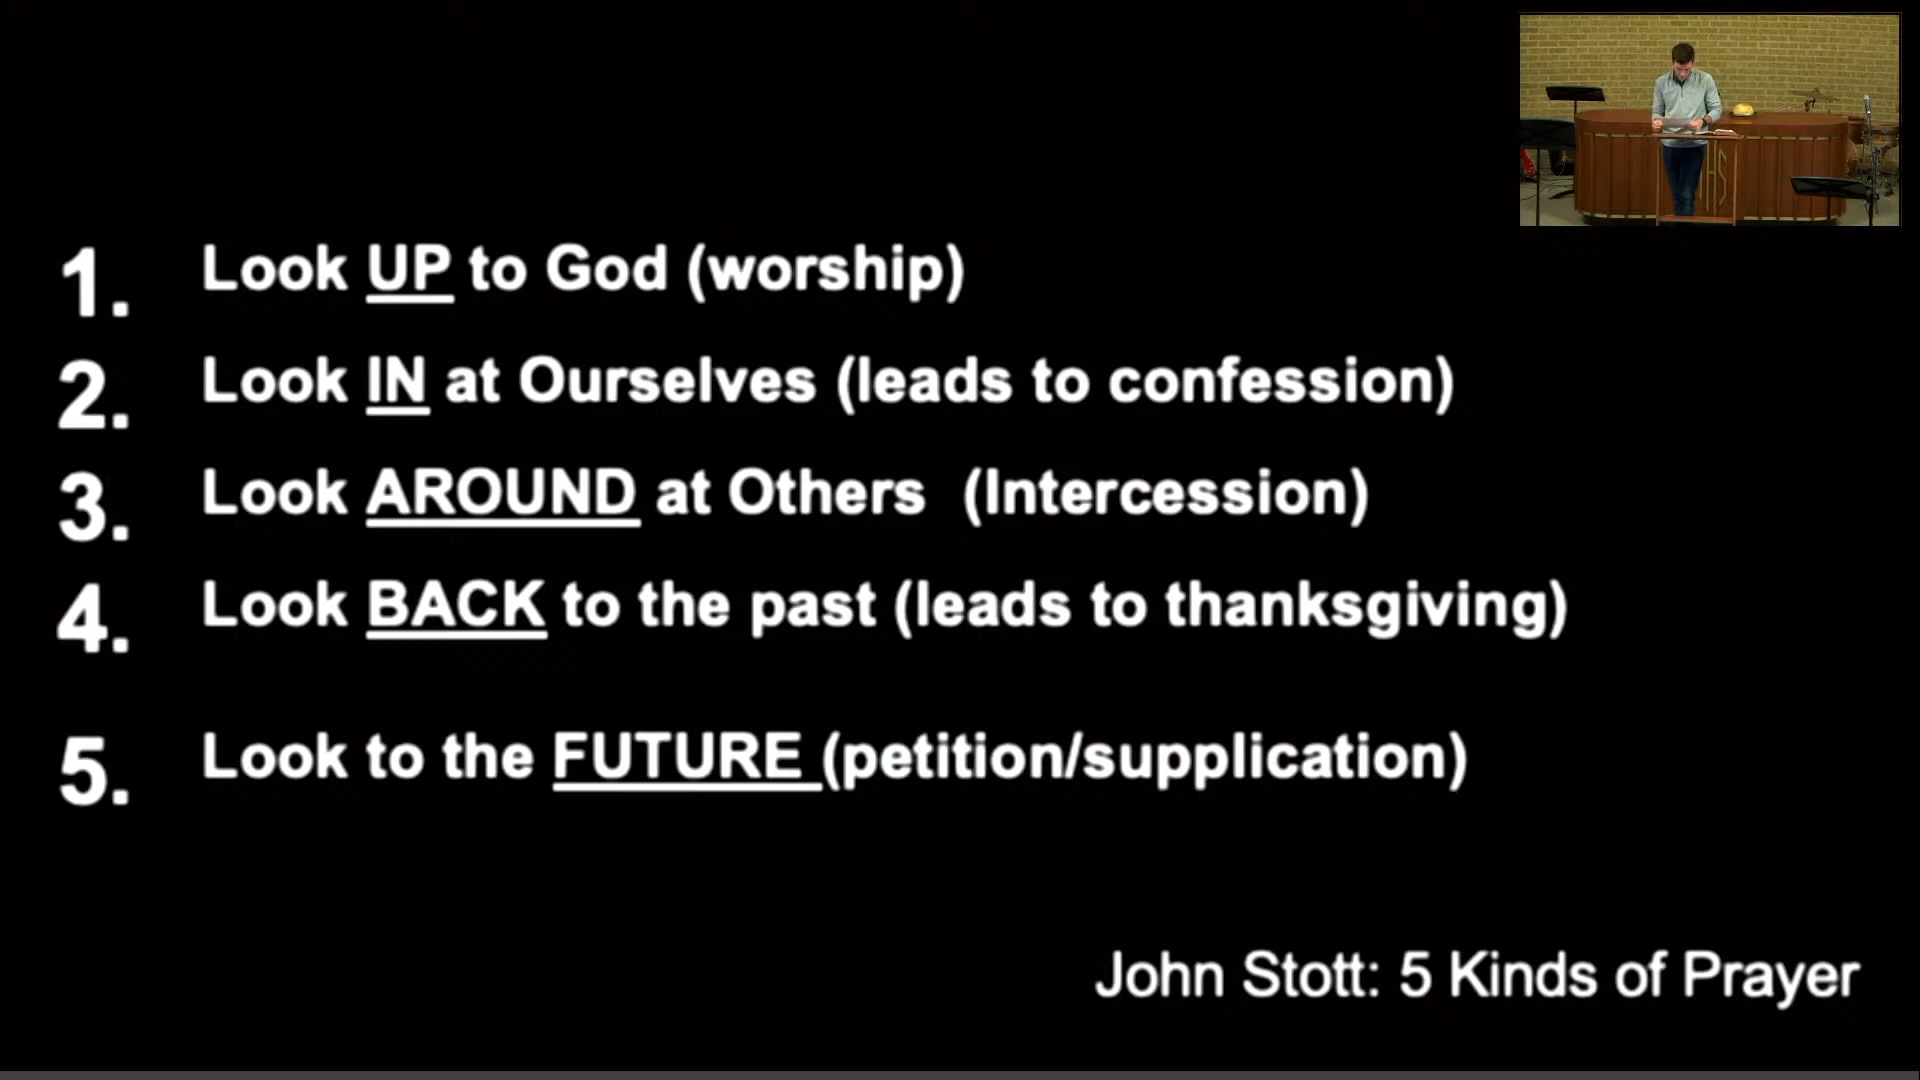 1. Look UP to God (worship)
2. Look IN at Ourselves (leads to confession)
3. Look AROUND at Others (Intercession)
4. Look BACK to the past (leads to thanksgiving)
5. Look to the FUTURE (petition/supplication)
John Stott: 5 Kinds of Prayer
IHS